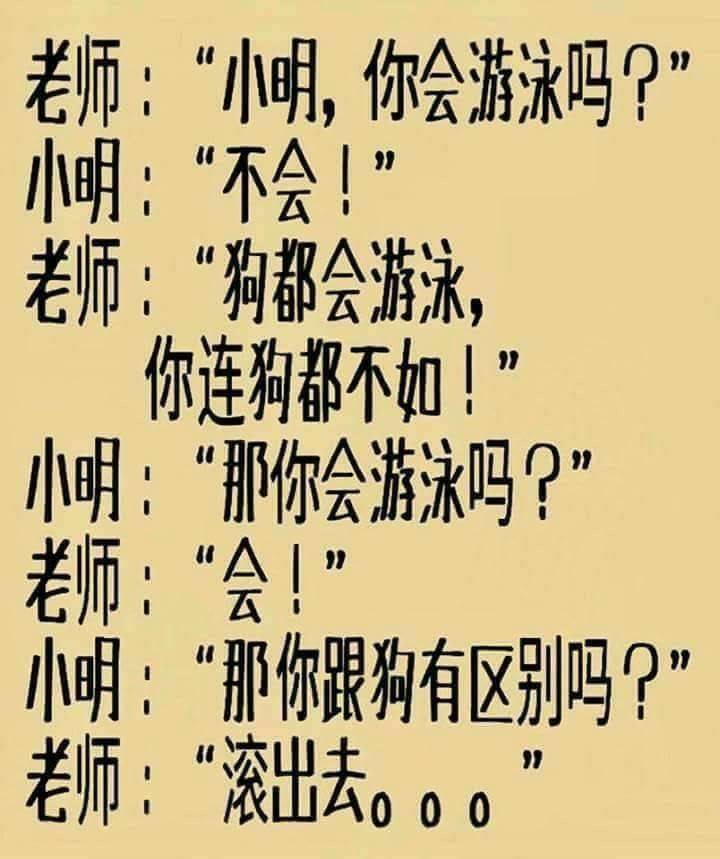 老师：“小明，你会游泳吗？”
小明：“不会！”
老师：“狗都会游泳，
你连狗都不如！”
小明：“那你会游泳吗？”
老师：“会！”
小明：“那你跟狗有区别吗？”
老师：“滚出去。。。”